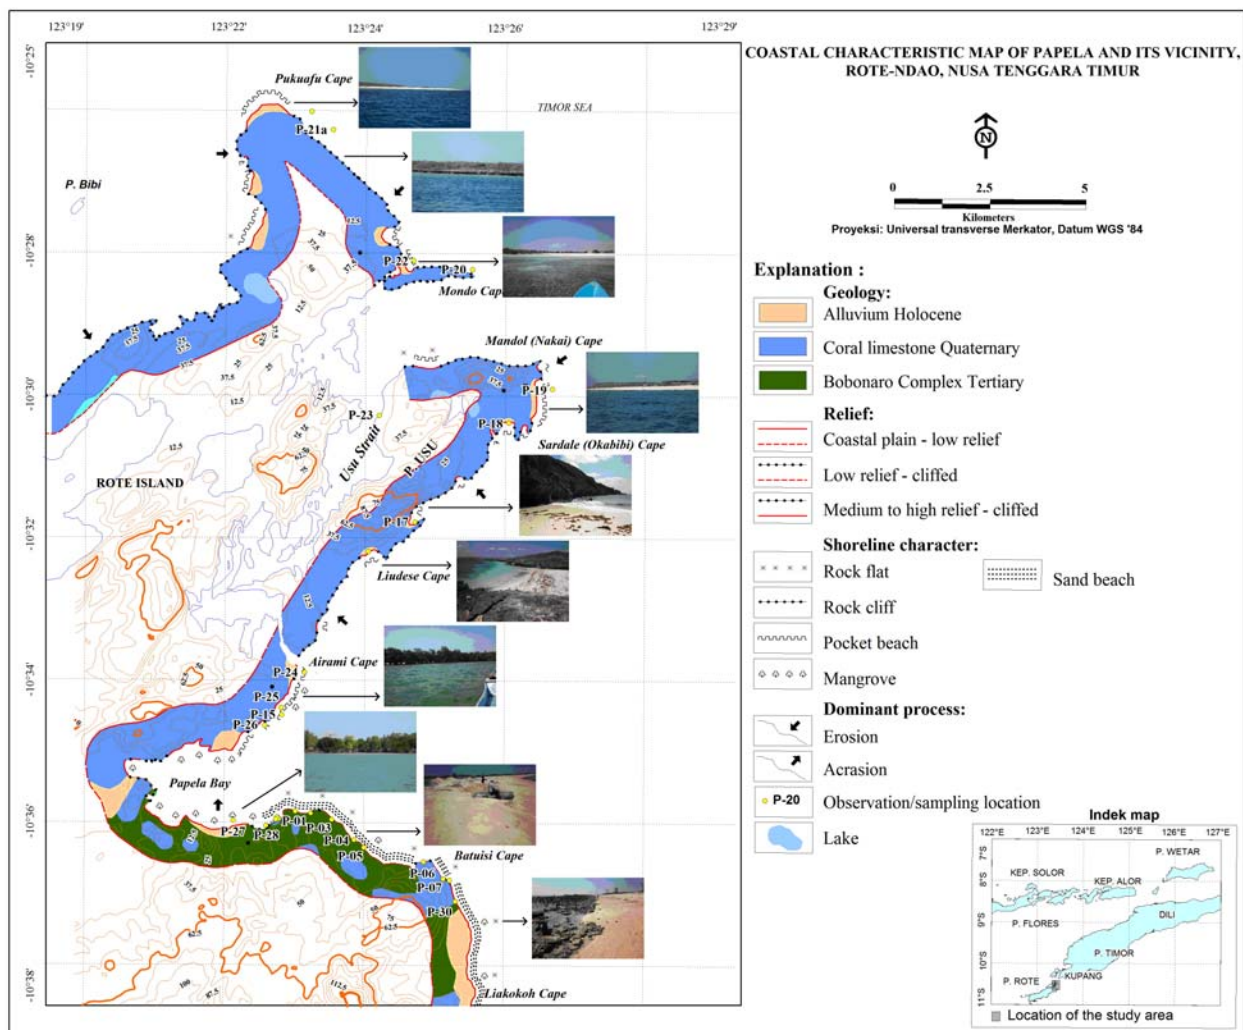 123°19'
123°22'
123°24'
123°26'
123°29'
-10°25'
-10°28'
-10°30'
-10°32'
-10°34'
-10°36'
-10°38'
COASTAL CHARACTERISTIC MAP OF PAPELA AND ITS VICINITY,
ROTE-NDAO, NUSA TENGGARA TIMUR
N
0 2.5 5
Kilometers
Proyeksi: Universal transverse Merkator, Datum WGS '84
Pukuafu Cape
TIMOR SEA
P-21a
P. Bibi
P-22
P-20
Mondo Cape
Mandol (Nakai) Cape
P-19
P-23
P-18
Sardale (Okabibi) Cape
Usu Strait
P. USU
ROTE ISLAND
P-17
Liudese Cape
Airami Cape
P-24
P-25
P-15
P-26
Papela Bay
P-27
P-28
P-01
P-03
P-04
P-05
Batuisi Cape
P-06
P-07
P-30
Liakokoh Cape
Explanation :
Geology:
Alluvium Holocene
Coral limestone Quaternary
Bobonaro Complex Tertiary
Relief:
Coastal plain - low relief
Low relief - cliffed
Medium to high relief - cliffed
Shoreline character:
Rock flat
Sand beach
Rock cliff
Pocket beach
Mangrove
Dominant process:
Erosion
Acrasion
P-20 Observation/sampling location
Lake
Indek map
122°E 123°E 124°E 125°E 126°E 127°E
7°S
8°S
9°S
10°S
11°S
P. WETAR
KEP. SOLOR
KEP. ALOR
DILI
P. FLORES
P. TIMOR
KUPANG
P. ROTE
Location of the study area